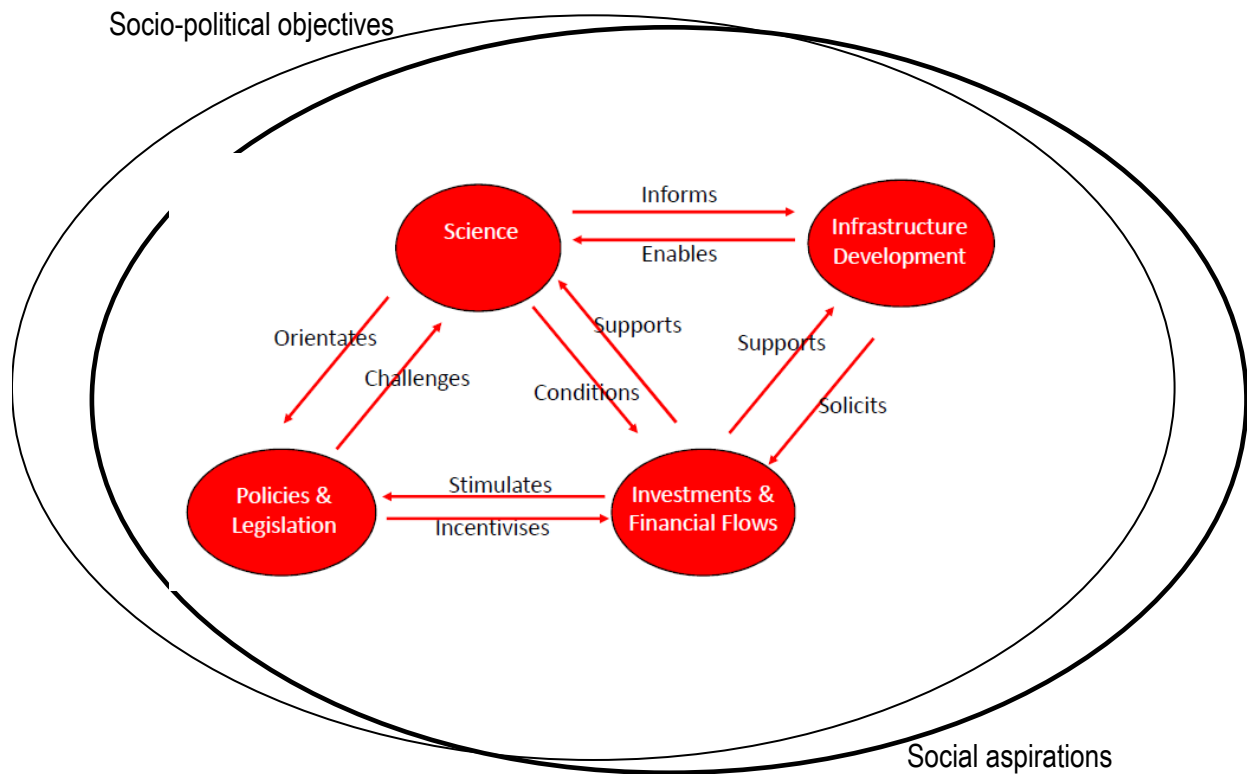 Socio-political objectives
Informs
Science
Infrastructure
Development
Enables
Supports
Orientates
Supports
Challenges
Conditions
Solicits
Stimulates
Policies &
Legislation
Investments &
Financial Flows
Incentivises
Social aspirations